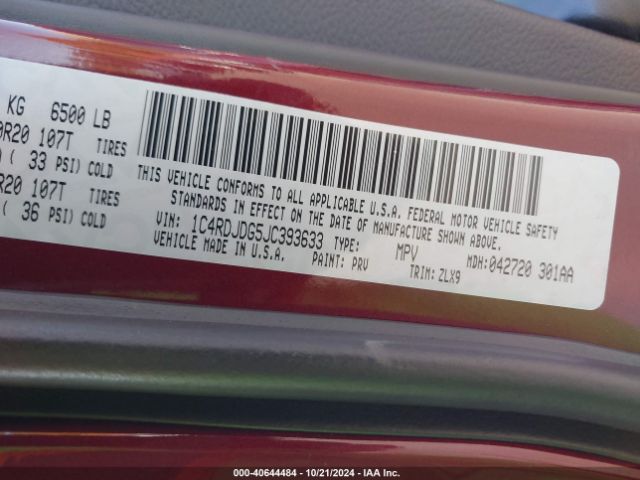 KG 6500 LB
0R20 107T TIRES
( 33 PSI) COLD
R20 107T TIRES
( 36 PSI) COLD
THIS VEHICLE CONFORMS TO ALL APPLICABLE U.S.A. FEDERAL MOTOR VEHICLE SAFETY
STANDARDS IN EFFECT ON THE DATE OF MANUFACTURE SHOWN ABOVE.
VIN: 1C4RDJDG5JC393633 TYPE: MPV MDH: 042720 301AA
VEHICLE MADE IN U.S.A. PAINT: PRV TRIM: ZLX9
000-40644484 - 10/21/2024 - IAA Inc.